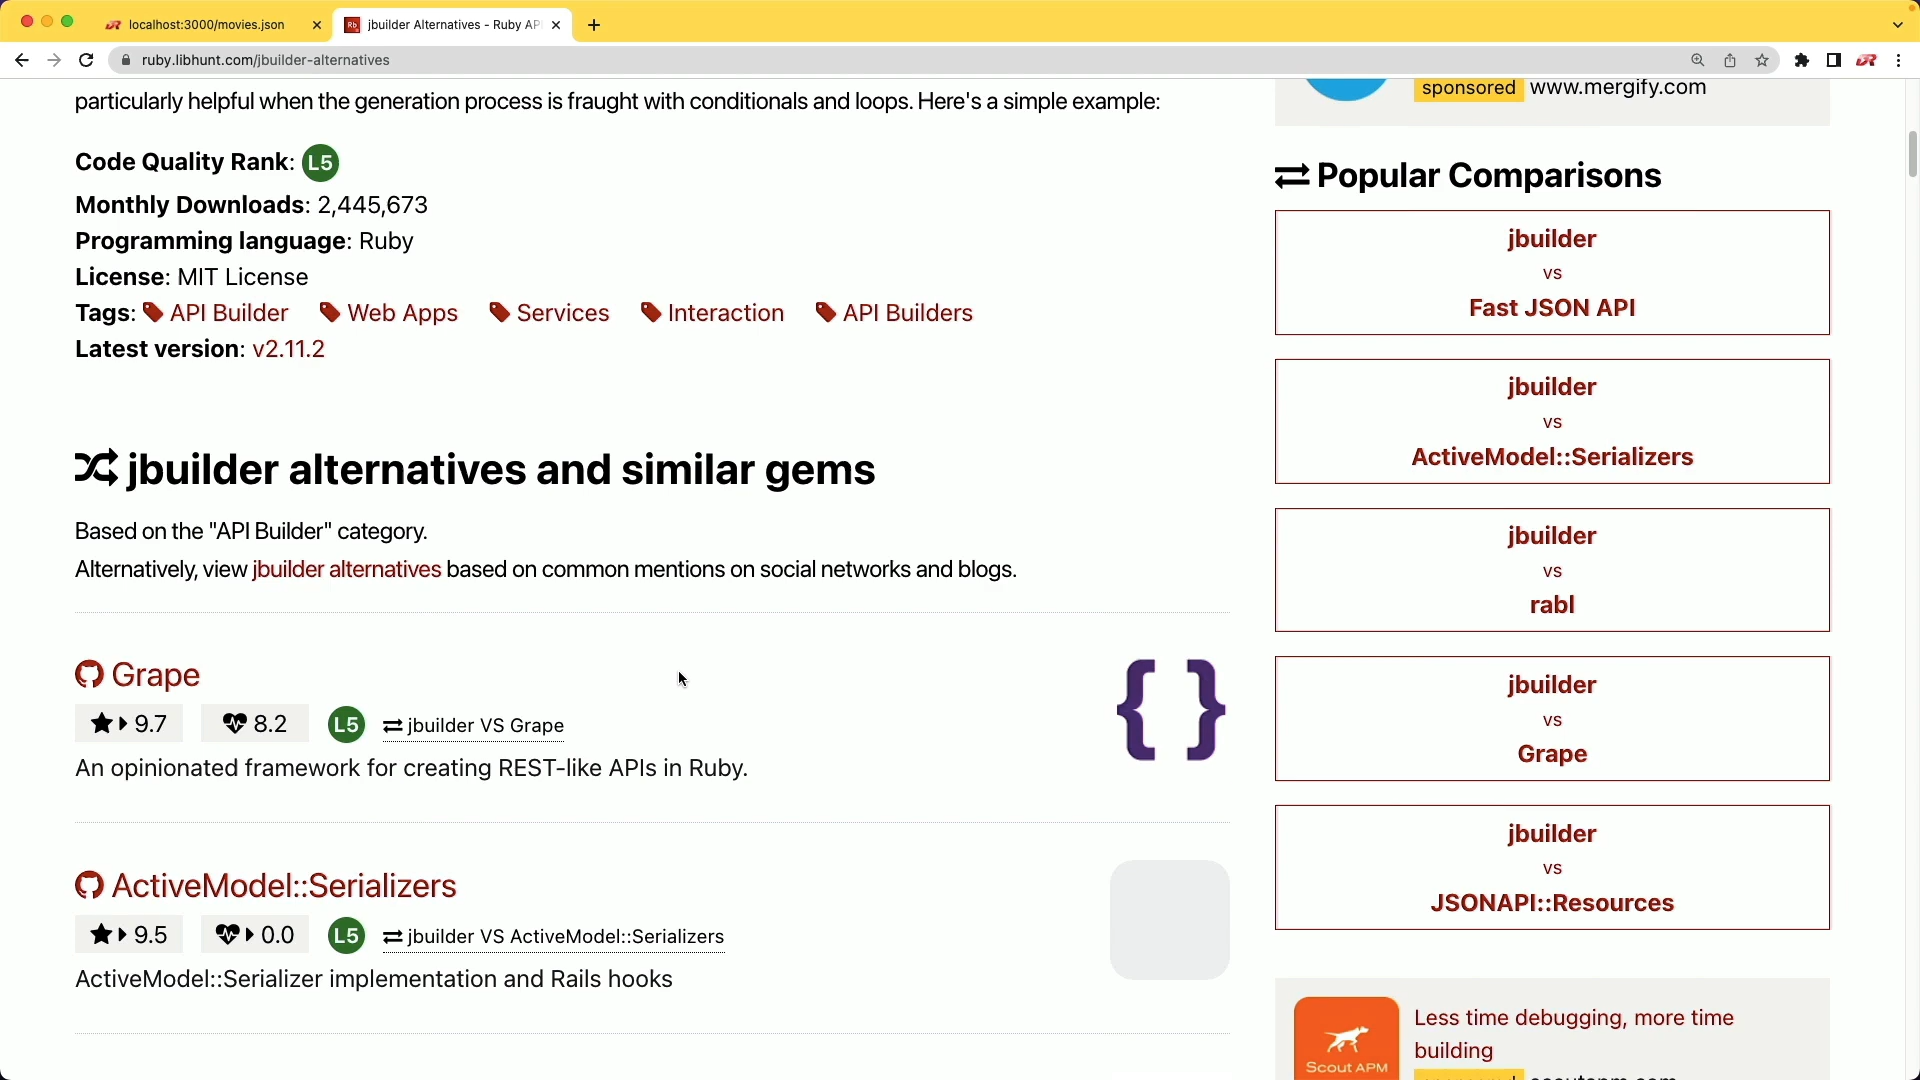 localhost:3000/movies.json
jbuilder Alternatives - Ruby AP
ruby.libhunt.com/jbuilder-alternatives
particularly helpful when the generation process is fraught with conditionals and loops. Here's a simple example:
Code Quality Rank: L5
Monthly Downloads: 2,445,673
Programming language: Ruby
License: MIT License
Tags: API Builder Web Apps Services Interaction API Builders
Latest version: v2.11.2
jbuilder alternatives and similar gems
Based on the "API Builder" category.
Alternatively, view jbuilder alternatives based on common mentions on social networks and blogs.
Grape
9.7 8.2 L5 jbuilder VS Grape
An opinionated framework for creating REST-like APIs in Ruby.
{ }
ActiveModel::Serializers
9.5 0.0 L5 jbuilder VS ActiveModel::Serializers
ActiveModel::Serializer implementation and Rails hooks
sponsored www.mergify.com
Popular Comparisons
jbuilder
vs
Fast JSON API
jbuilder
vs
ActiveModel::Serializers
jbuilder
vs
rabl
jbuilder
vs
Grape
jbuilder
vs
JSONAPI::Resources
Scout APM
Less time debugging, more time
building